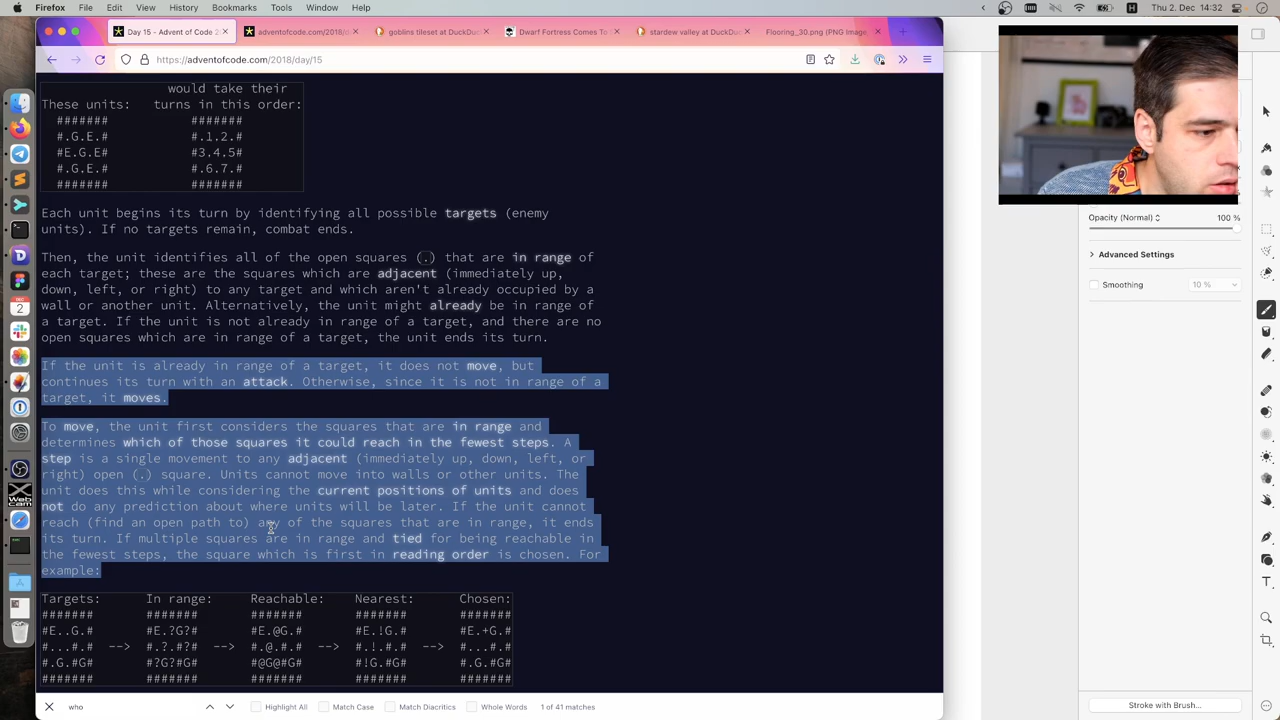 Firefox File Edit View History Bookmarks Tools Window Help
Day 15 - Advent of Code 2
adventofcode.com/2018/d
goblins tileset at DuckDuc
Dwarf Fortress Comes To
stardew valley at DuckDuc
Flooring_30.png (PNG Image
https://adventofcode.com/2018/day/15
would take their
These units: turns in this order:
####### #######
#.G.E.# #.1.2.#
#E.G.E# #3.4.5#
#.G.E.# #.6.7.#
####### #######
Each unit begins its turn by identifying all possible targets (enemy
units). If no targets remain, combat ends.
Then, the unit identifies all of the open squares (.) that are in range of
each target; these are the squares which are adjacent (immediately up,
down, left, or right) to any target and which aren't already occupied by a
wall or another unit. Alternatively, the unit might already be in range of
a target. If the unit is not already in range of a target, and there are no
open squares which are in range of a target, the unit ends its turn.
If the unit is already in range of a target, it does not move, but
continues its turn with an attack. Otherwise, since it is not in range of a
target, it moves.
To move, the unit first considers the squares that are in range and
determines which of those squares it could reach in the fewest steps. A
step is a single movement to any adjacent (immediately up, down, left, or
right) open (.) square. Units cannot move into walls or other units. The
unit does this while considering the current positions of units and does
not do any prediction about where units will be later. If the unit cannot
reach (find an open path to) any of the squares that are in range, it ends
its turn. If multiple squares are in range and tied for being reachable in
the fewest steps, the square which is first in reading order is chosen. For
example:
Targets: In range: Reachable: Nearest: Chosen:
####### ####### ####### ####### #######
#E..G.# #E.?G?# #E.@G.# #E.!G.# #E.+G.#
#...#.# --> #.?.#?# --> #.@.#.# --> #.!.#.# --> #...#.#
#.G.#G# #?G?#G# #@G@#G# #!G.#G# #.G.#G#
####### ####### ####### ####### #######
who
Highlight All Match Case Match Diacritics Whole Words 1 of 41 matches
Opacity (Normal) 100 %
Advanced Settings
Smoothing 10 %
Stroke with Brush...
DEC
2